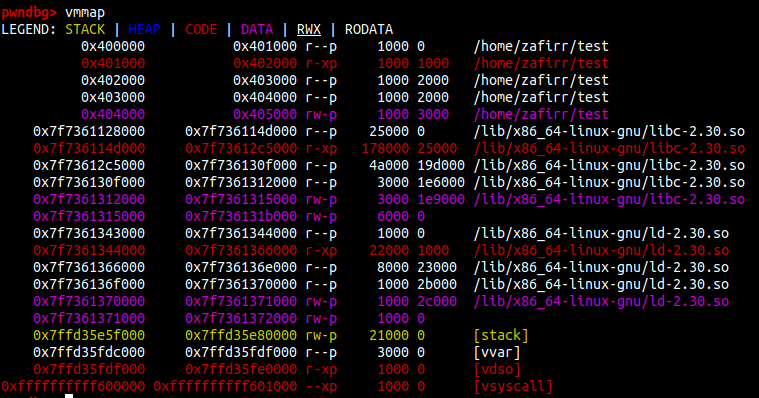 pwndbg> vmmap
LEGEND: STACK | HEAP | CODE | DATA | RWX | RODATA
0x400000 0x401000 r--p 1000 0 /home/zafirr/test
0x401000 0x402000 r-xp 1000 1000 /home/zafirr/test
0x402000 0x403000 r--p 1000 2000 /home/zafirr/test
0x403000 0x404000 r--p 1000 2000 /home/zafirr/test
0x404000 0x405000 rw-p 1000 3000 /home/zafirr/test
0x7f7361128000 0x7f736114d000 r--p 25000 0 /lib/x86_64-linux-gnu/libc-2.30.so
0x7f736114d000 0x7f73612c5000 r-xp 178000 25000 /lib/x86_64-linux-gnu/libc-2.30.so
0x7f73612c5000 0x7f736130f000 r--p 4a000 19d000 /lib/x86_64-linux-gnu/libc-2.30.so
0x7f736130f000 0x7f7361312000 r--p 3000 1e6000 /lib/x86_64-linux-gnu/libc-2.30.so
0x7f7361312000 0x7f7361315000 rw-p 3000 1e9000 /lib/x86_64-linux-gnu/libc-2.30.so
0x7f7361315000 0x7f736131b000 rw-p 6000 0
0x7f7361343000 0x7f7361344000 r--p 1000 0 /lib/x86_64-linux-gnu/ld-2.30.so
0x7f7361344000 0x7f7361366000 r-xp 22000 1000 /lib/x86_64-linux-gnu/ld-2.30.so
0x7f7361366000 0x7f736136e000 r--p 8000 23000 /lib/x86_64-linux-gnu/ld-2.30.so
0x7f736136f000 0x7f7361370000 r--p 1000 2b000 /lib/x86_64-linux-gnu/ld-2.30.so
0x7f7361370000 0x7f7361371000 rw-p 1000 2c000 /lib/x86_64-linux-gnu/ld-2.30.so
0x7f7361371000 0x7f7361372000 rw-p 1000 0
0x7ffd35e5f000 0x7ffd35e80000 rw-p 21000 0 [stack]
0x7ffd35fdc000 0x7ffd35fdf000 r--p 3000 0 [vvar]
0x7ffd35fdf000 0x7ffd35fe0000 r-xp 1000 0 [vdso]
0xffffffffff600000 0xffffffffff601000 --xp 1000 0 [vsyscall]